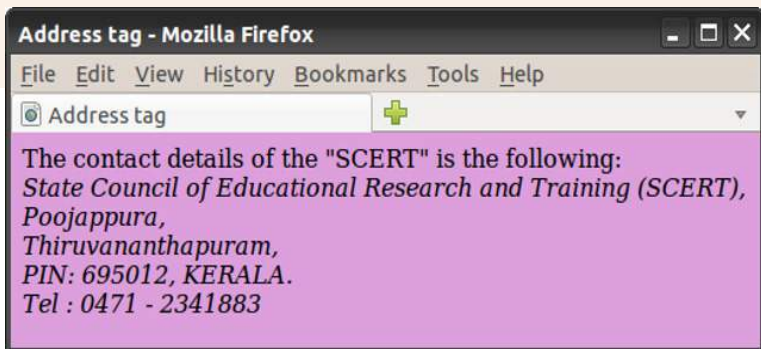 Address tag - Mozilla Firefox
File Edit View History Bookmarks Tools Help
Address tag
The contact details of the "SCERT" is the following:
State Council of Educational Research and Training (SCERT),
Poojappura,
Thiruvananthapuram,
PIN: 695012, KERALA.
Tel : 0471 - 2341883